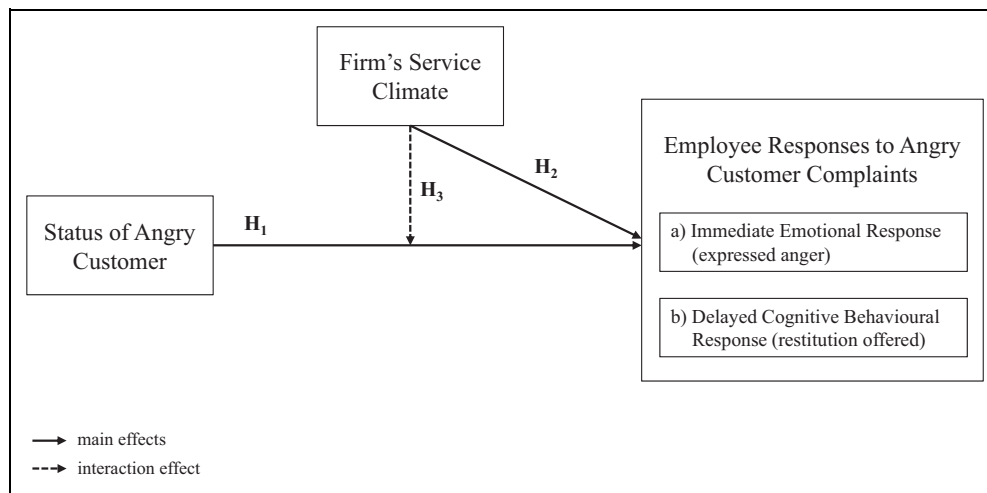 Firm’s Service
Climate
Employee Responses to Angry
Customer Complaints
H2
H3
H1
Status of Angry
Customer
a) Immediate Emotional Response
(expressed anger)
b) Delayed Cognitive Behavioural
Response (restitution offered)
main effects
interaction effect